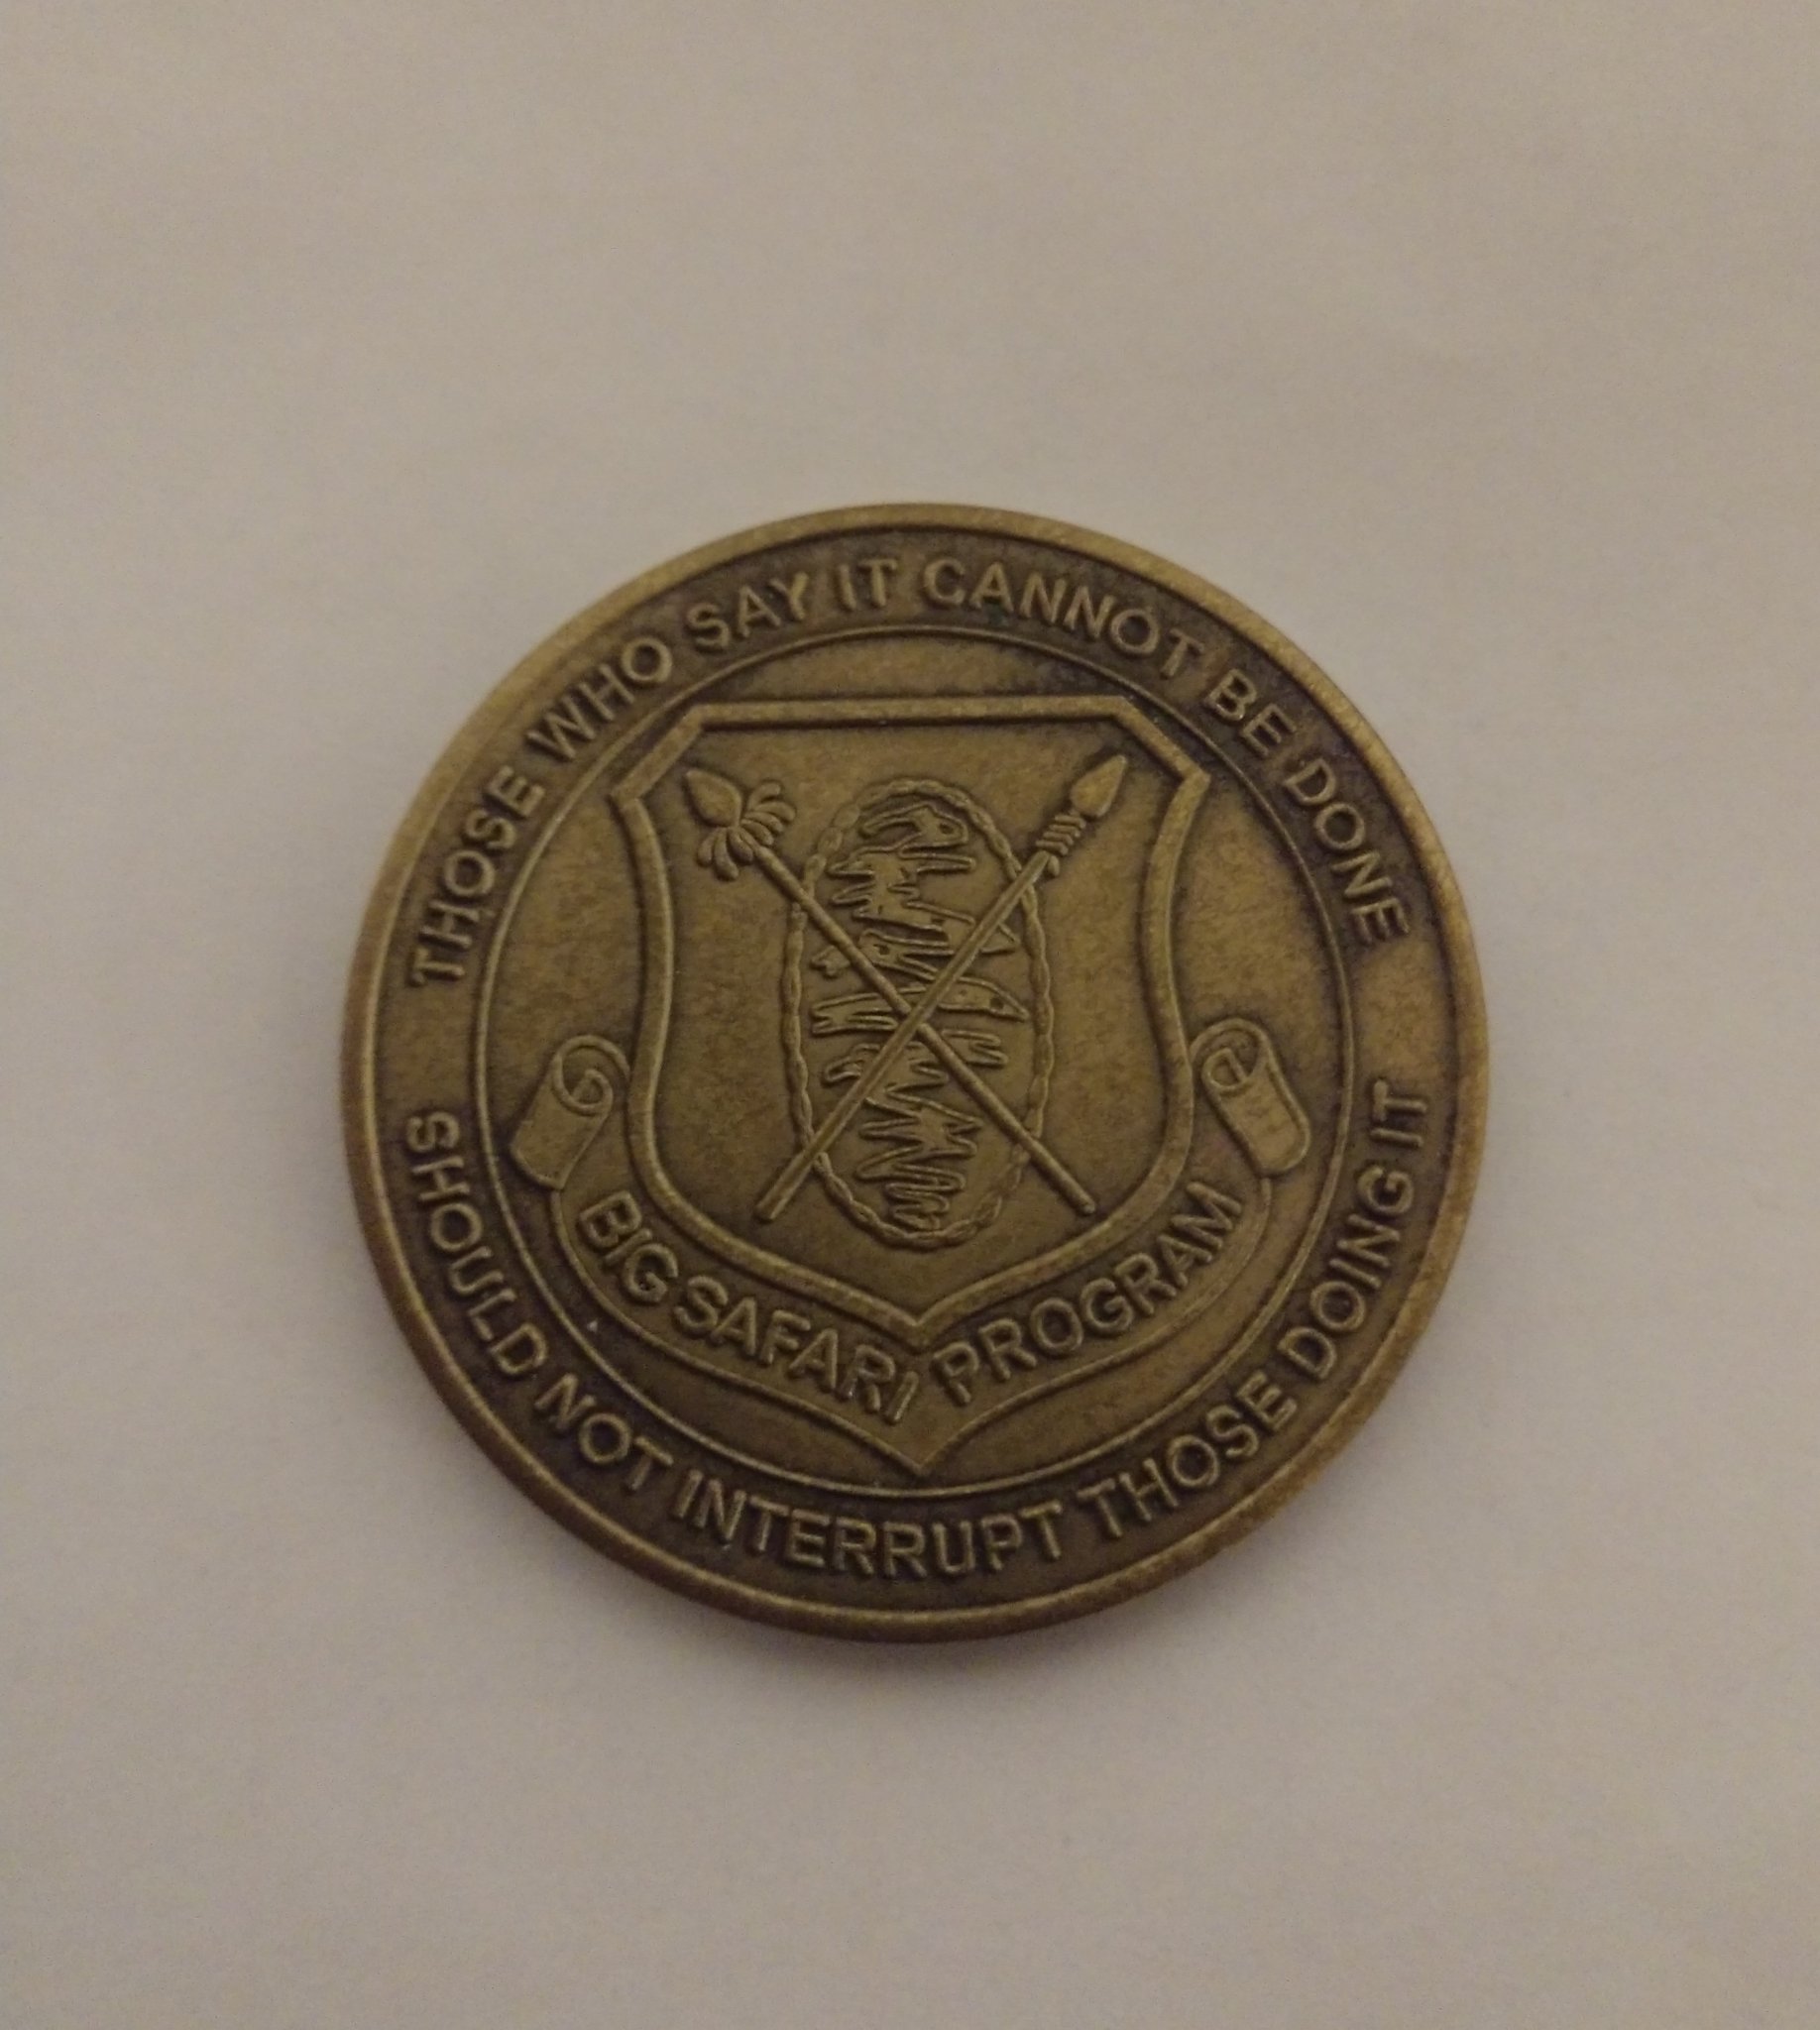 THOSE WHO SAY IT CANNOT BE DONE
BIG SAFARI PROGRAM
SHOULD NOT INTERRUPT THOSE DOING IT